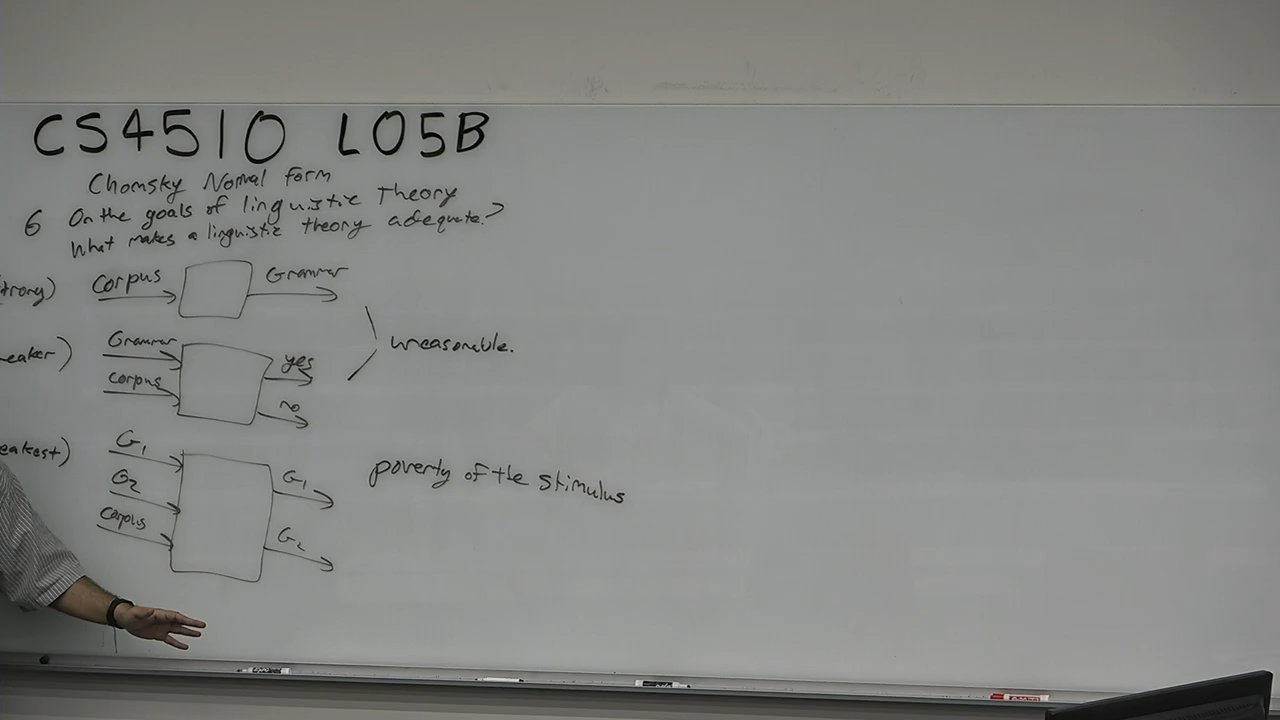 CS4510 L05B
Chomsky Normal Form
6 On the goals of linguistic Theory
What makes a linguistic theory adequate?
trong) Corpus Grammar
eaker) Grammar yes
corpus no
unreasonable.
eakest) G1 G1
G2
corpus G2
poverty of the stimulus